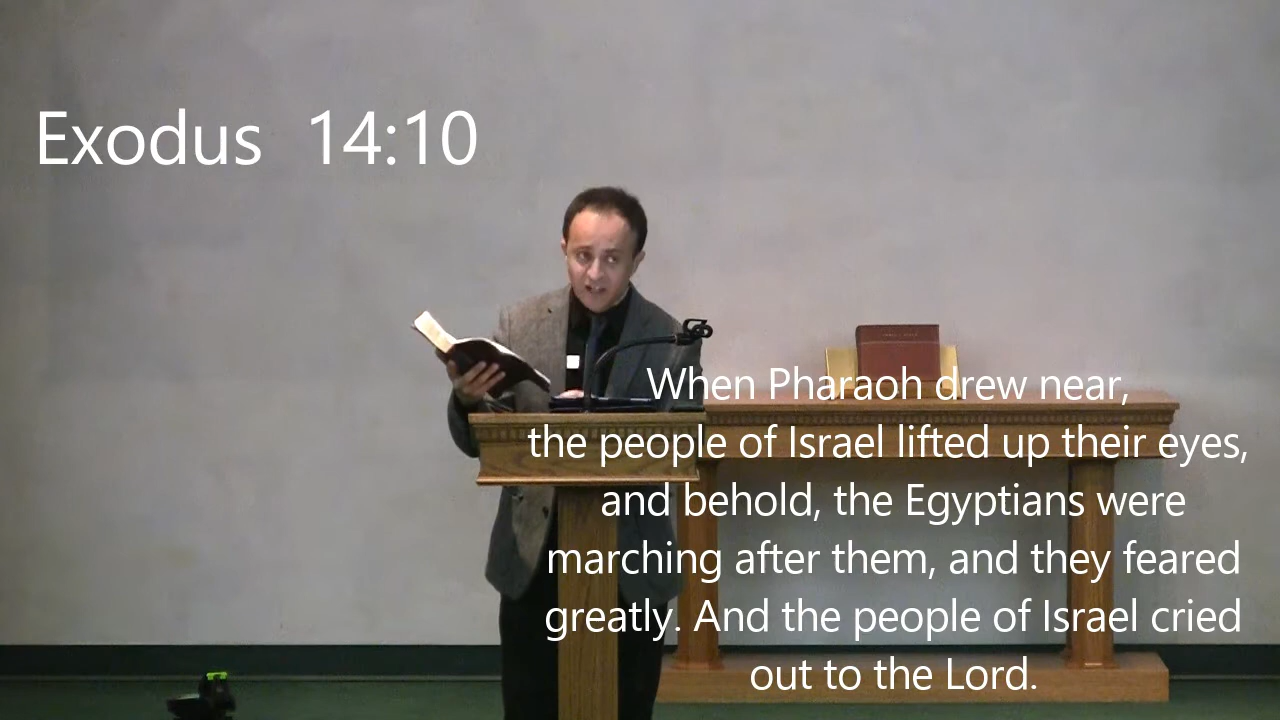 Exodus 14:10
When Pharaoh drew near,
the people of Israel lifted up their eyes,
and behold, the Egyptians were
marching after them, and they feared
greatly. And the people of Israel cried
out to the Lord.